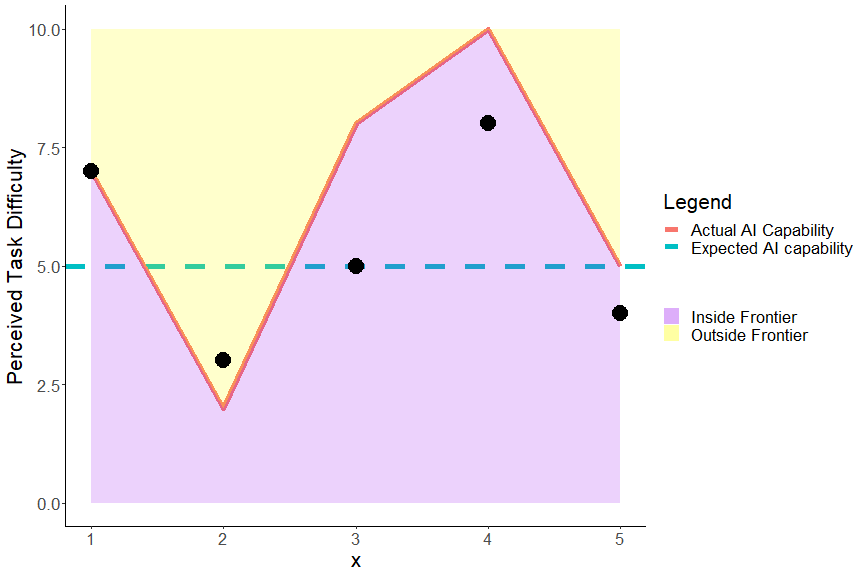 10.0
7.5
5.0
2.5
0.0
Perceived Task Difficulty
1 2 3 4 5
x
Legend
Actual AI Capability
Expected AI capability
Inside Frontier
Outside Frontier